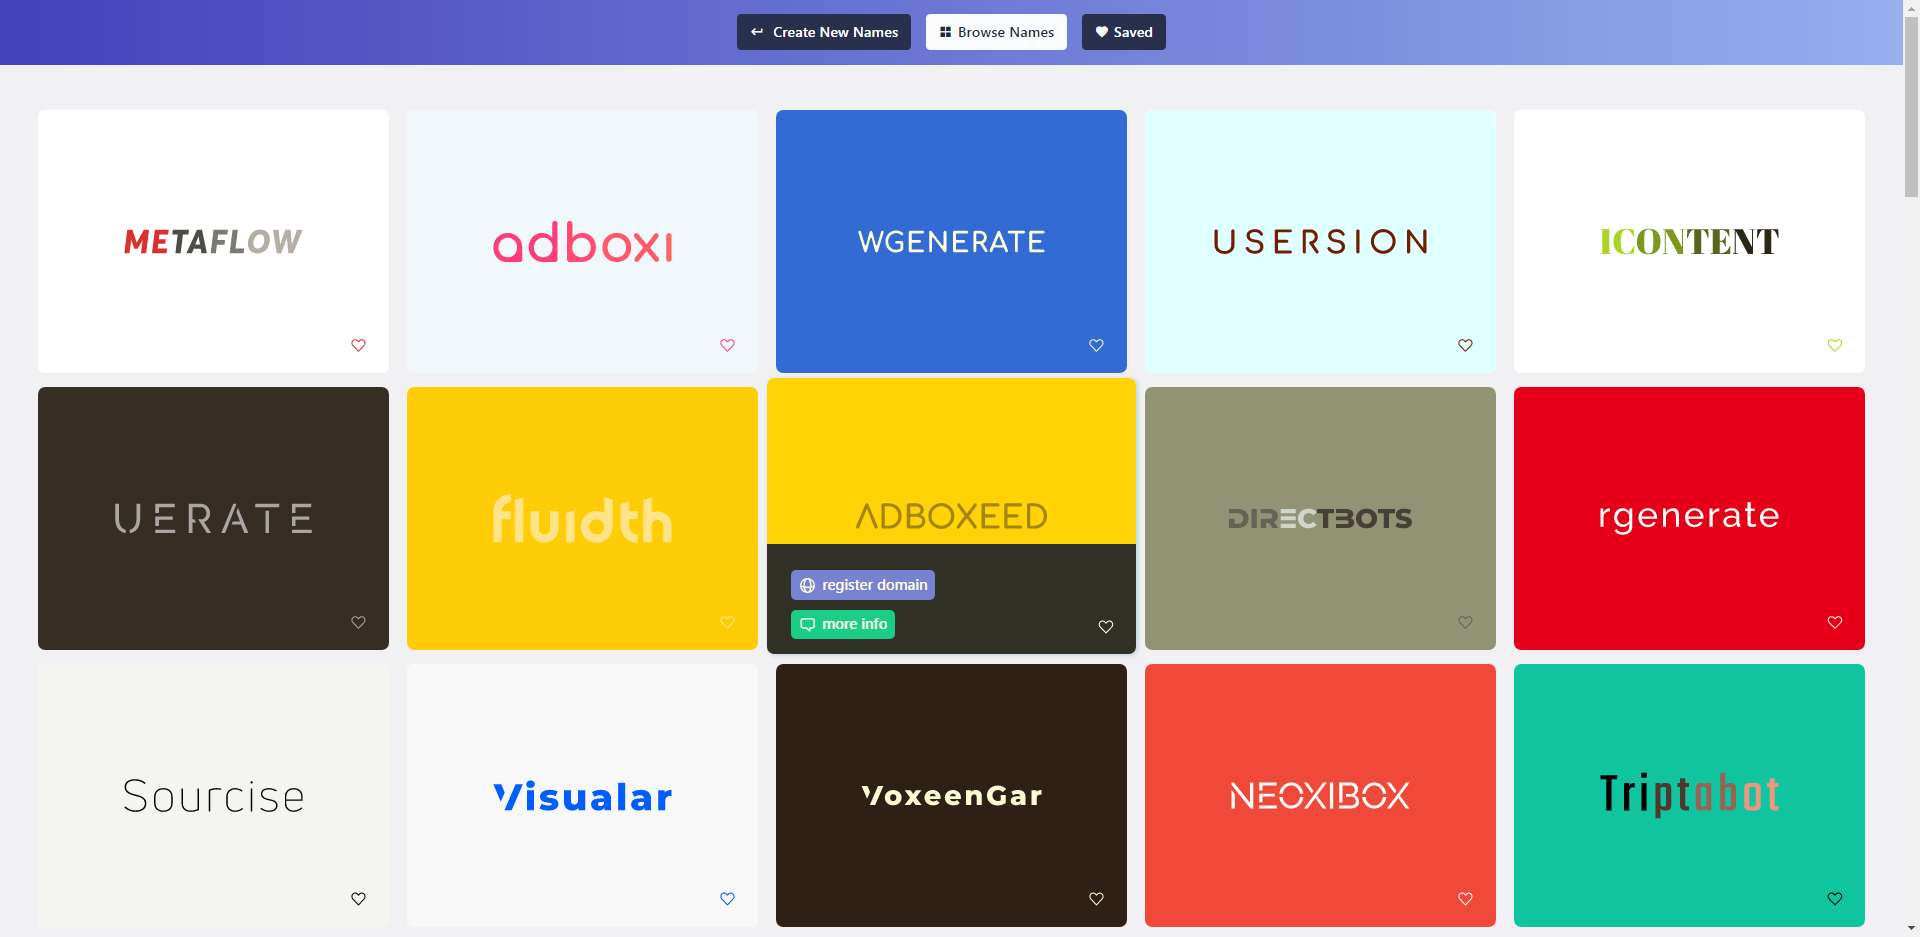 Create New Names
Browse Names
Saved
METAFLOW
adboxi
WGENERATE
USERSION
ICONTENT
UERATE
fluidth
ADBOXEED
DIRECTBOTS
rgenerate
register domain
more info
Sourcise
Visualar
VoxeenGar
NEOXIBOX
Triptabot